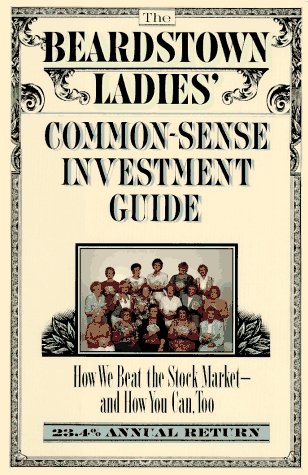 The
BEARDSTOWN
LADIES'
COMMON-SENSE
INVESTMENT
GUIDE
How We Beat the Stock Market—
and How You Can, Too
23.4% ANNUAL RETURN